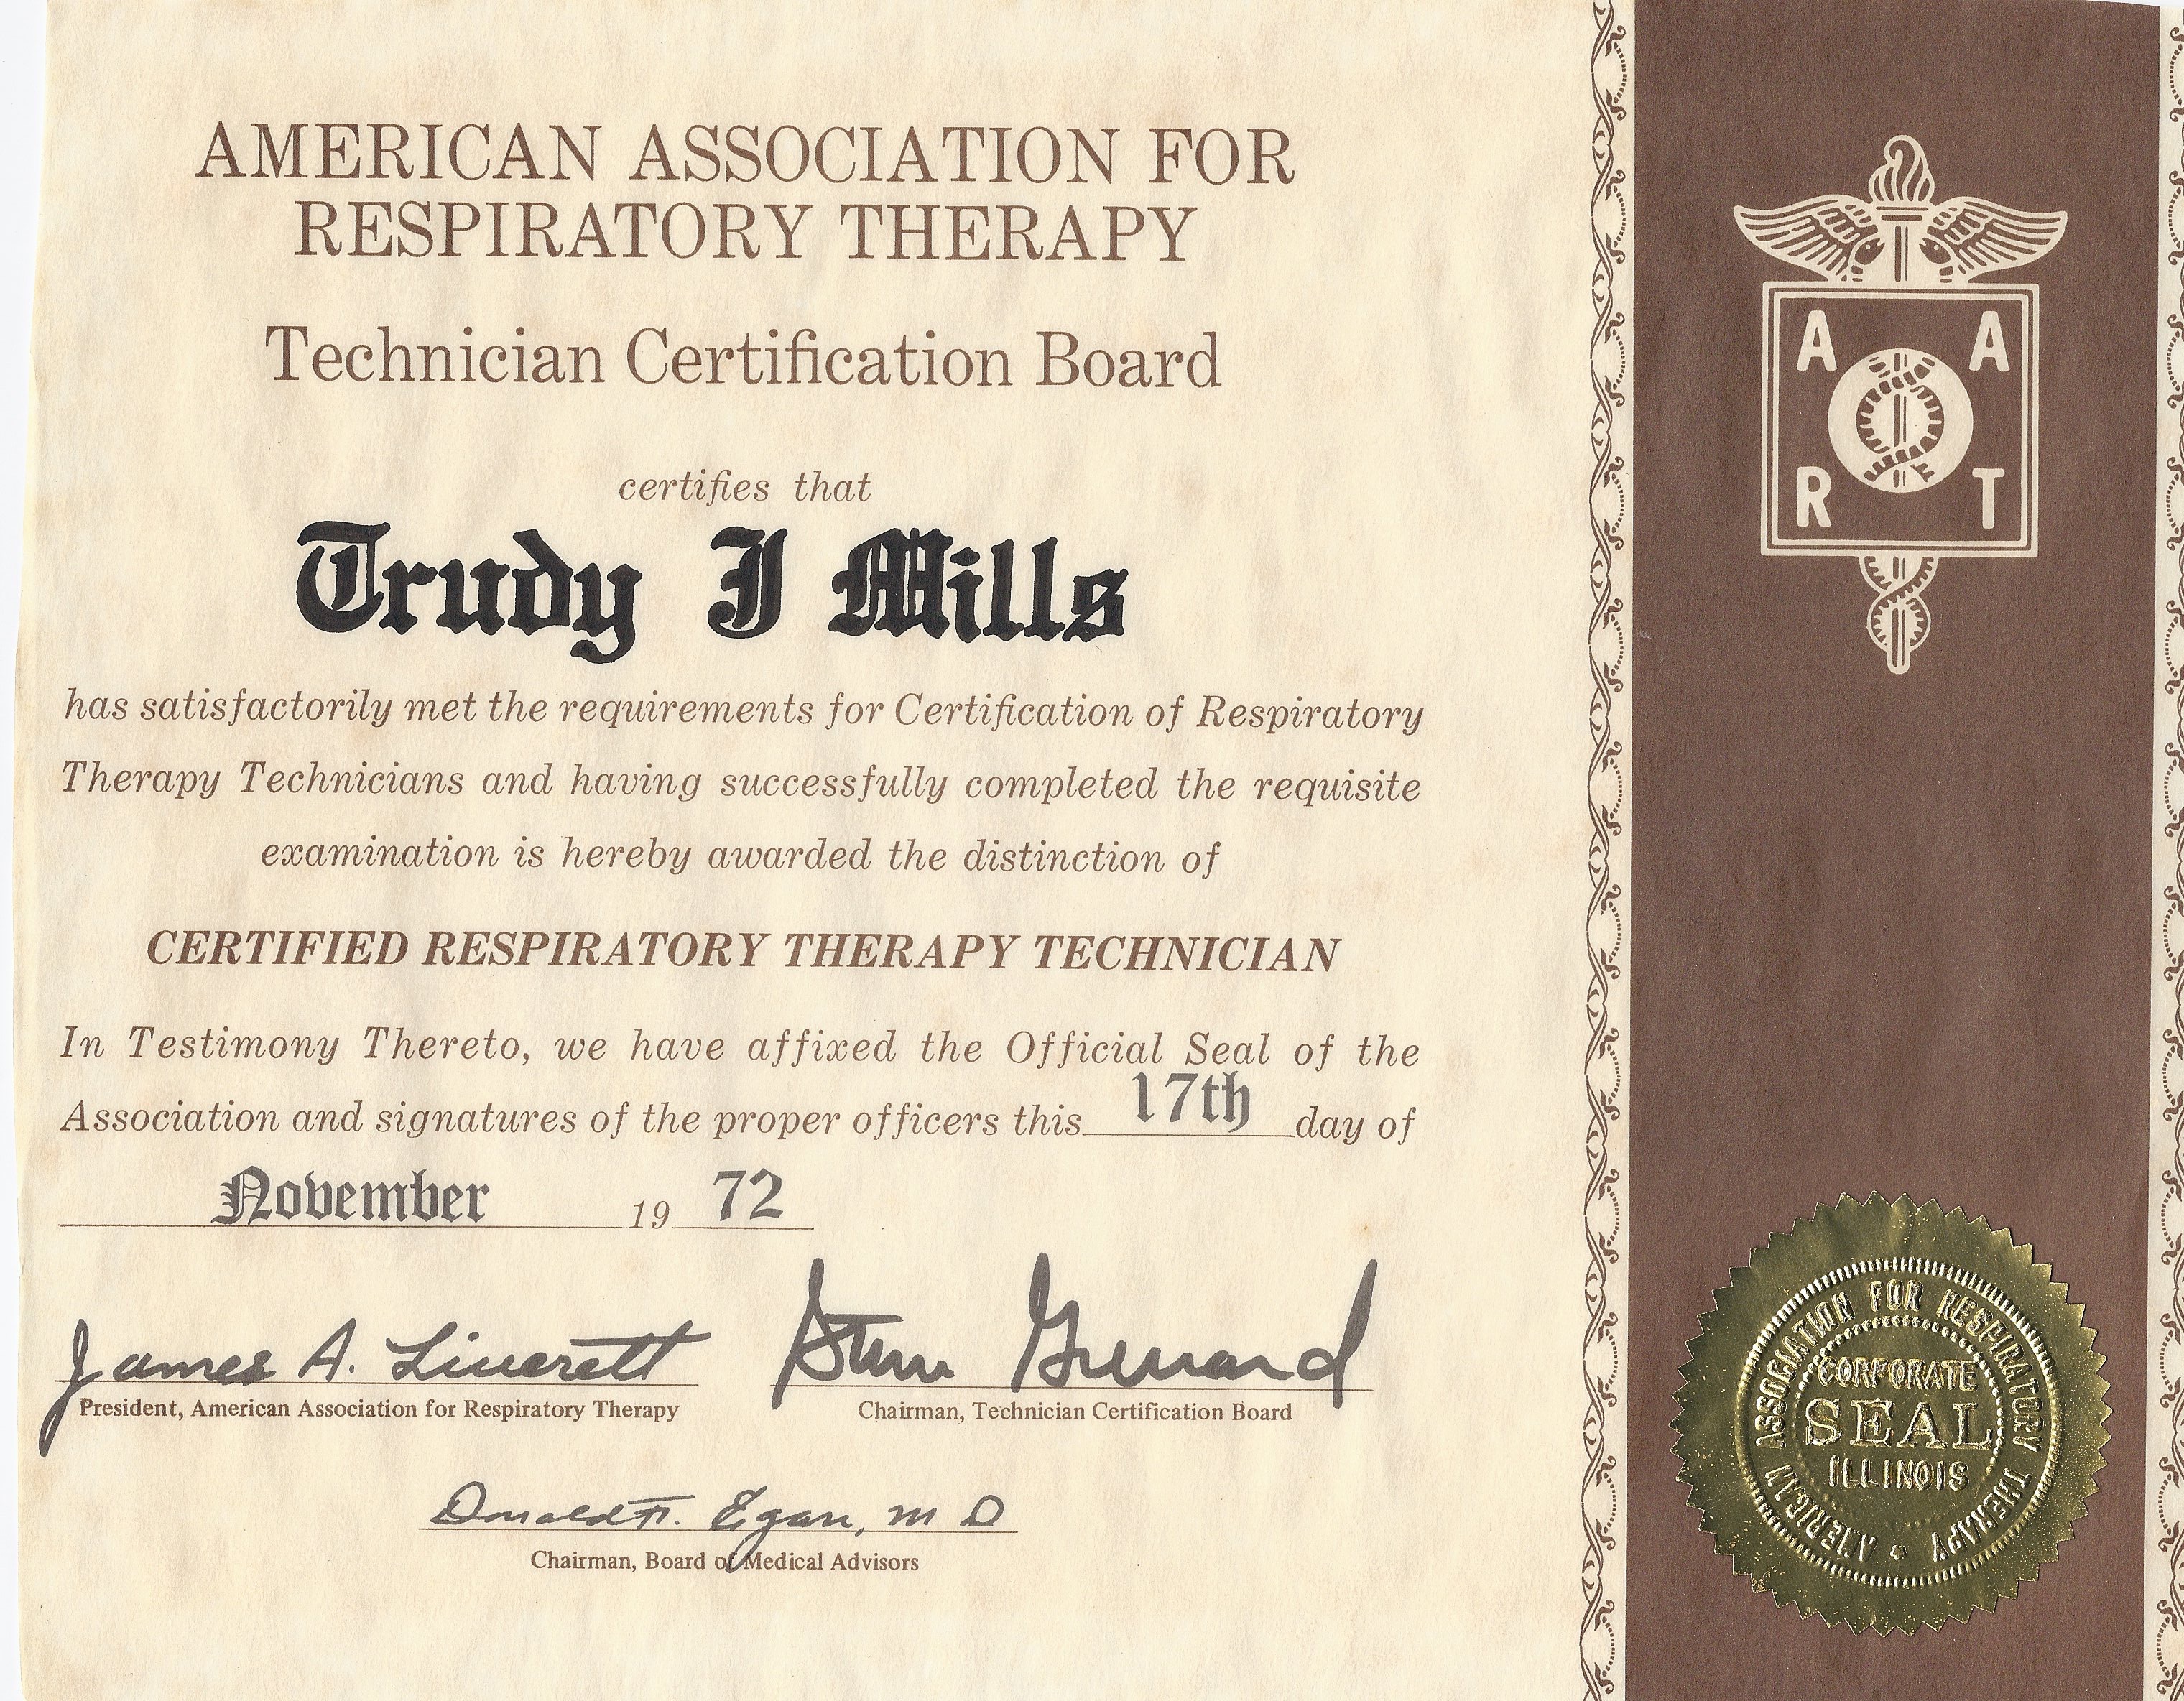 AMERICAN ASSOCIATION FOR
RESPIRATORY THERAPY
Technician Certification Board
certifies that
Trudy J Mills
has satisfactorily met the requirements for Certification of Respiratory
Therapy Technicians and having successfully completed the requisite
examination is hereby awarded the distinction of
CERTIFIED RESPIRATORY THERAPY TECHNICIAN
In Testimony Thereto, we have affixed the Official Seal of the
Association and signatures of the proper officers this 17th day of
November 19 72
James A. Liverett
President, American Association for Respiratory Therapy
Steve Grenard
Chairman, Technician Certification Board
Donald F. Egan, M D
Chairman, Board of Medical Advisors
A A
R T
AMERICAN ASSOCIATION FOR RESPIRATORY THERAPY
CORPORATE
SEAL
ILLINOIS